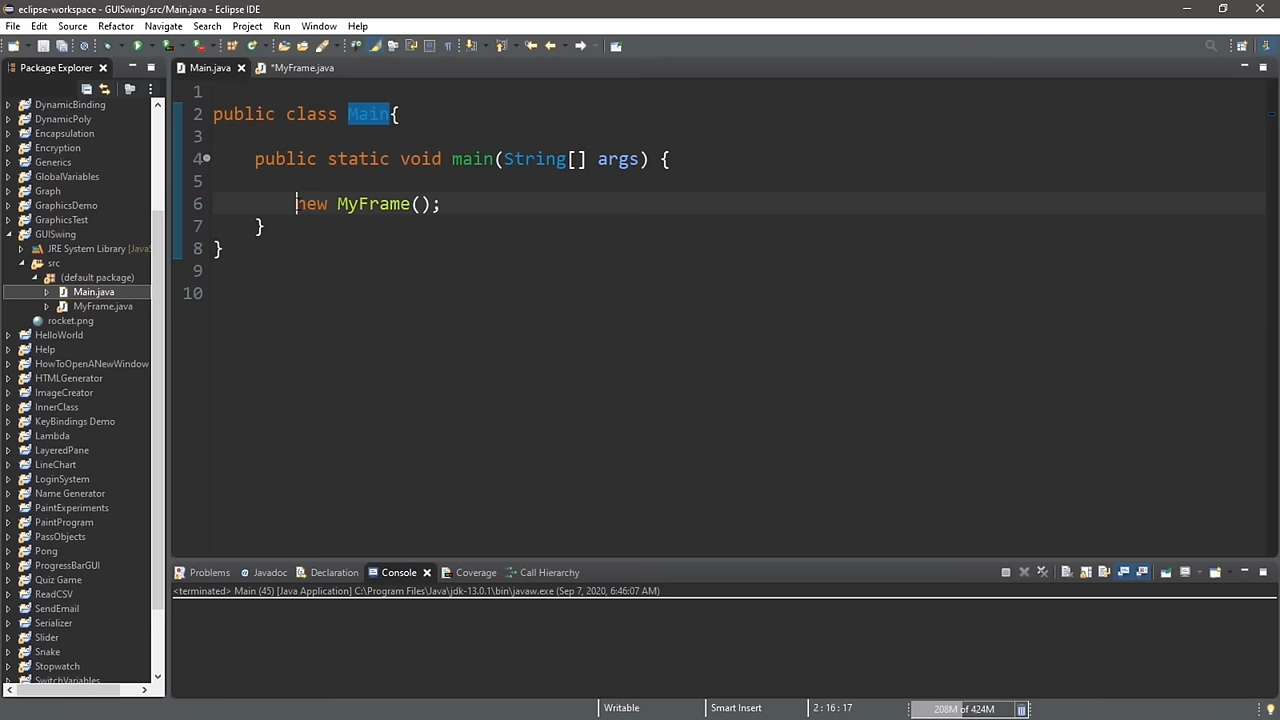 eclipse-workspace - GUISwing/src/Main.java - Eclipse IDE
File Edit Source Refactor Navigate Search Project Run Window Help
Package Explorer
Main.java
*MyFrame.java
DynamicBinding
DynamicPoly
Encapsulation
Encryption
Generics
GlobalVariables
Graph
GraphicsDemo
GraphicsTest
GUISwing
JRE System Library [JavaS
src
(default package)
Main.java
MyFrame.java
rocket.png
HelloWorld
Help
HowToOpenANewWindow
HTMLGenerator
ImageCreator
InnerClass
KeyBindings Demo
Lambda
LayeredPane
LineChart
LoginSystem
Name Generator
PaintExperiments
PaintProgram
PassObjects
Pong
ProgressBarGUI
Quiz Game
ReadCSV
SendEmail
Serializer
Slider
Snake
Stopwatch
SwitchVariables
1
2 public class Main{
3
4 public static void main(String[] args) {
5
6 new MyFrame();
7 }
8 }
9
10
Problems Javadoc Declaration Console Coverage Call Hierarchy
<terminated> Main (45) [Java Application] C:\Program Files\Java\jdk-13.0.1\bin\javaw.exe (Sep 7, 2020, 6:46:07 AM)
Writable Smart Insert 2 : 16 : 17 208M of 424M